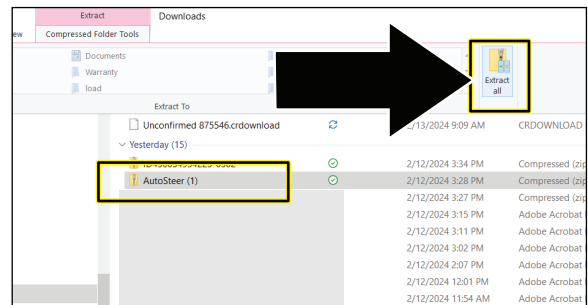 Extract
Downloads
ew
Compressed Folder Tools
Documents
Warranty
load
Extract
all
Extract To
Unconfirmed 875546.crdownload
2/13/2024 9:09 AM
CRDOWNLOAD
Yesterday (15)
2/12/2024 3:34 PM
Compressed (zip
AutoSteer (1)
2/12/2024 3:28 PM
Compressed (zip
2/12/2024 3:27 PM
Compressed (zip
2/12/2024 3:15 PM
Adobe Acrobat
2/12/2024 3:11 PM
Adobe Acrobat
2/12/2024 3:02 PM
Adobe Acrobat
2/12/2024 2:07 PM
Adobe Acrobat
2/12/2024 12:01 PM
Adobe Acrobat
2/12/2024 11:54 AM
Adobe Acrobat